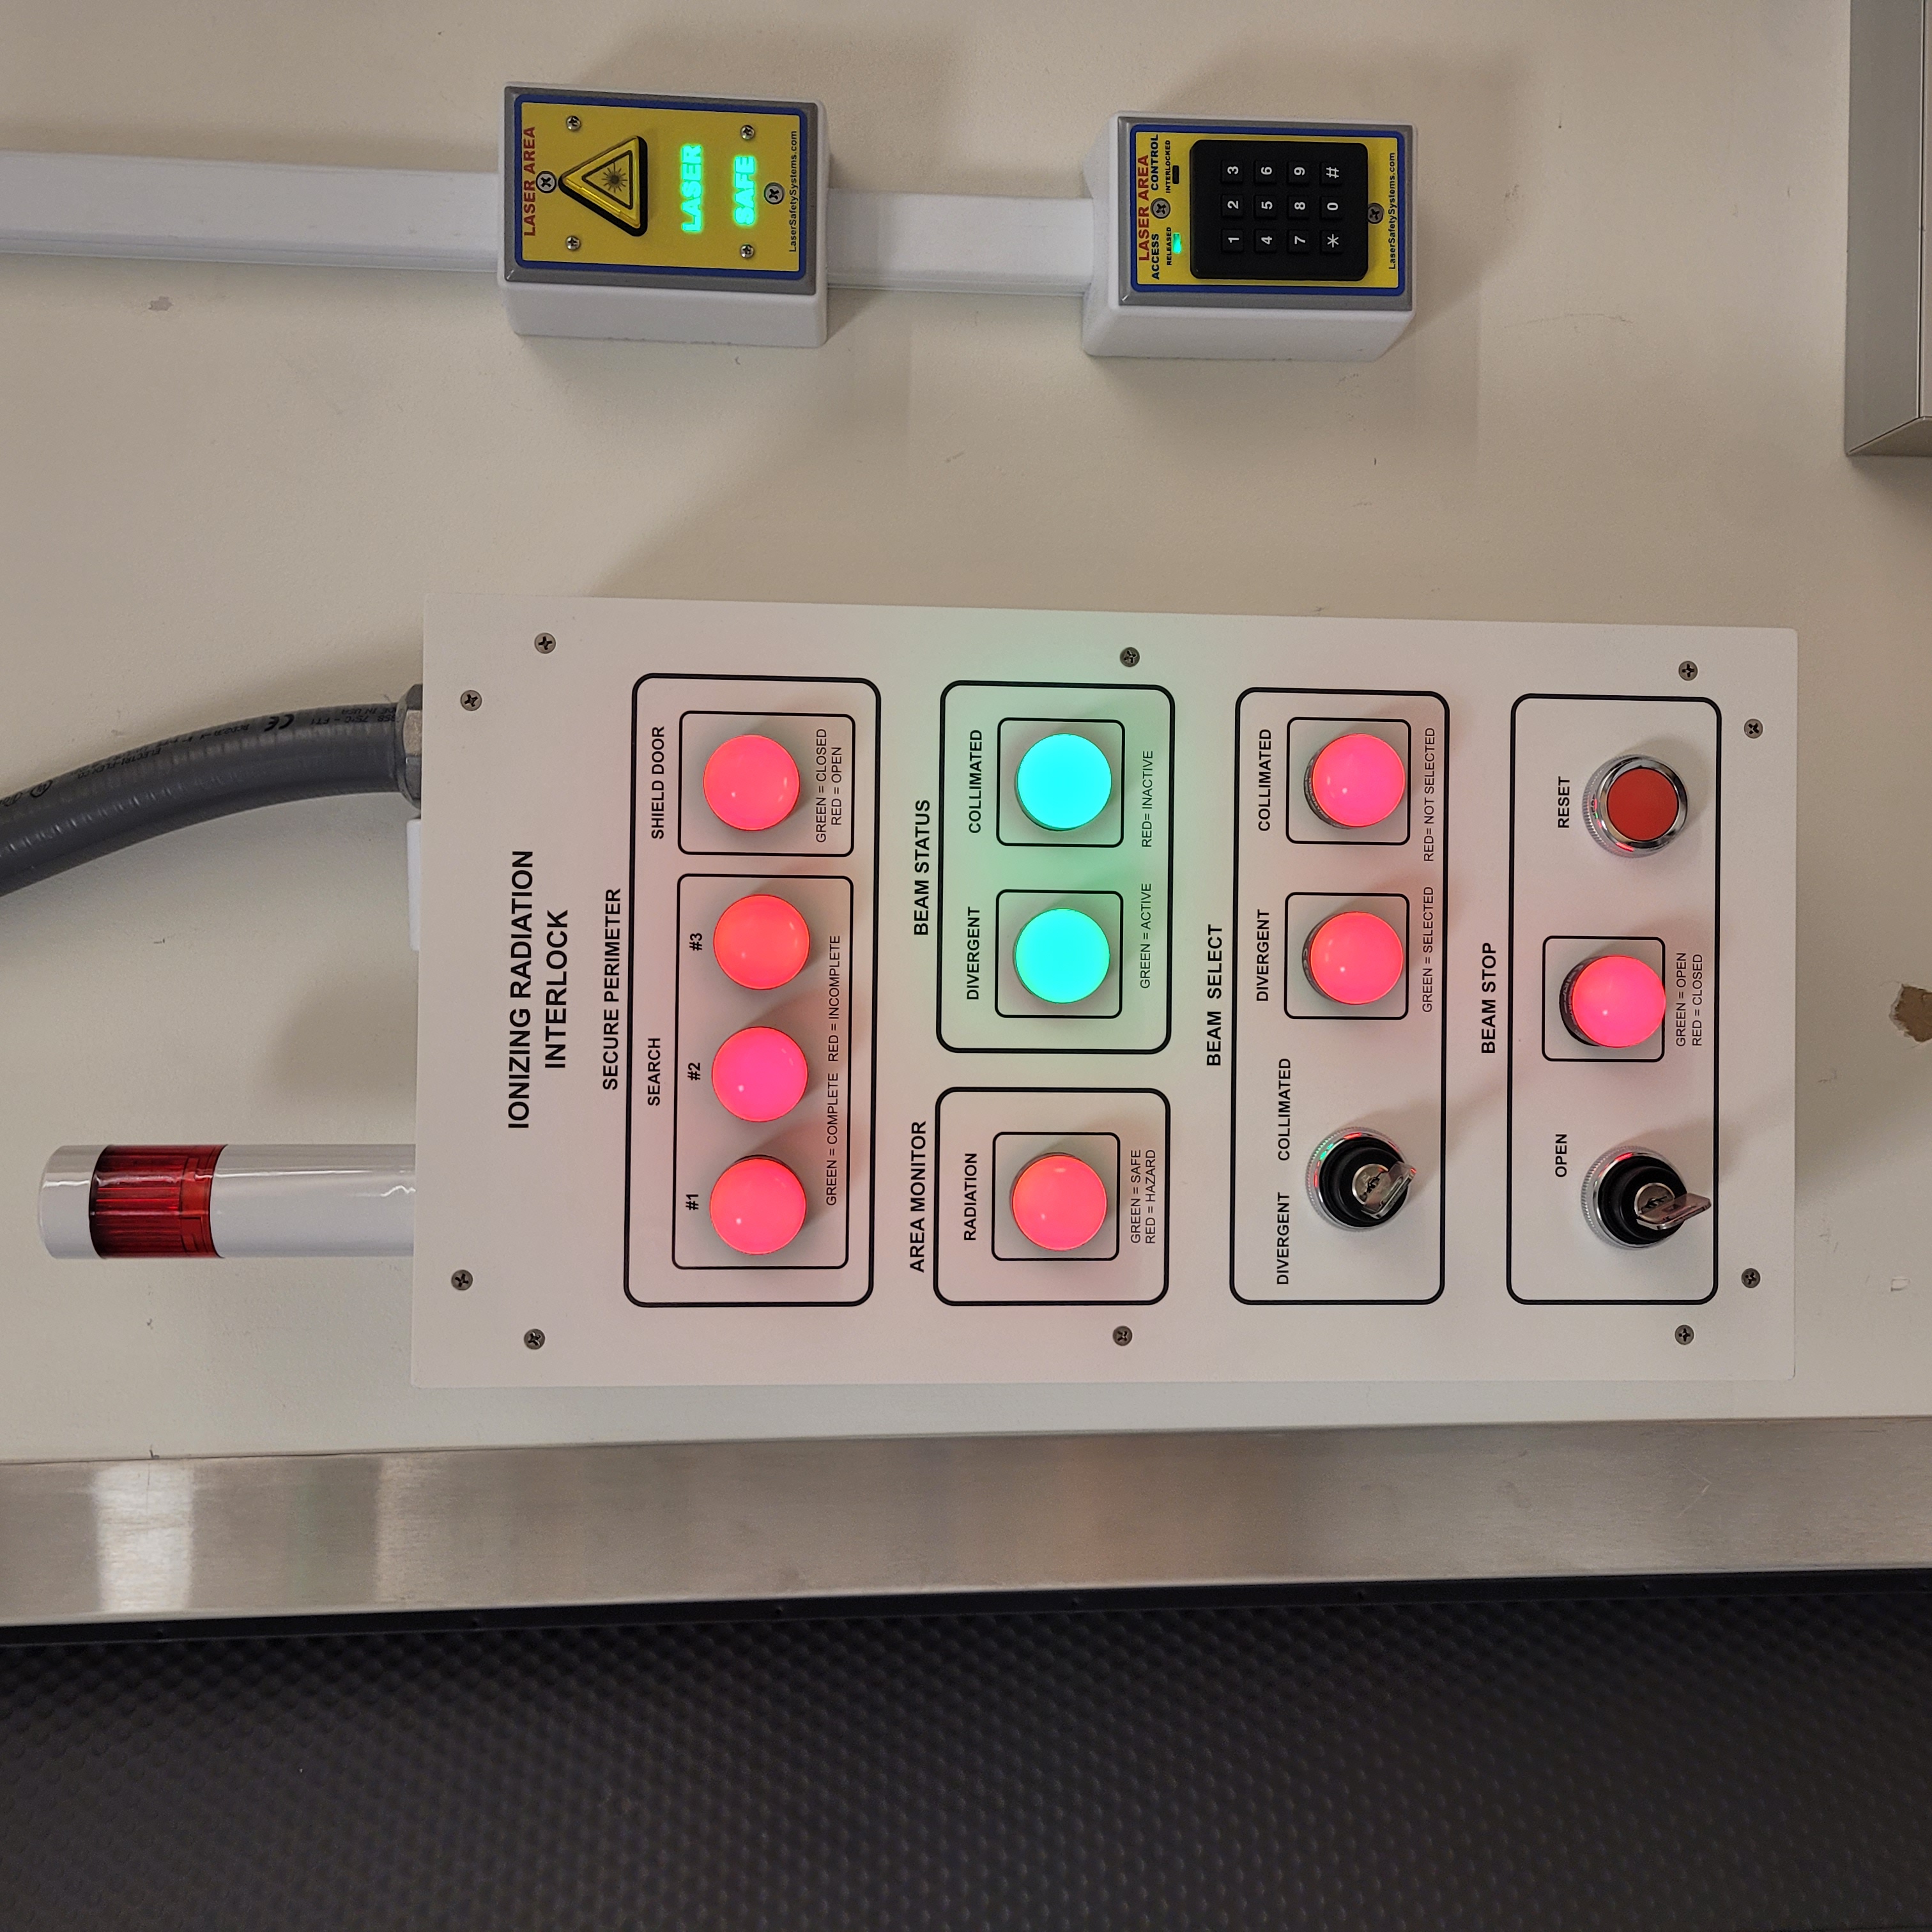 IONIZING RADIATION
INTERLOCK
SECURE PERIMETER
SEARCH
#1 #2 #3
GREEN = COMPLETE RED = INCOMPLETE
SHIELD DOOR
GREEN = CLOSED
RED = OPEN
AREA MONITOR
RADIATION
GREEN = SAFE
RED = HAZARD
BEAM STATUS
DIVERGENT COLLIMATED
GREEN = ACTIVE RED= INACTIVE
BEAM SELECT
DIVERGENT COLLIMATED
DIVERGENT COLLIMATED
GREEN = SELECTED RED= NOT SELECTED
BEAM STOP
OPEN
GREEN = OPEN
RED = CLOSED
RESET
CE
LASER AREA
LASER
SAFE
LaserSafetySystems.com
LASER AREA
ACCESS CONTROL
RELEASED INTERLOCKED
1 2 3
4 5 6
7 8 9
* 0 #
LaserSafetySystems.com